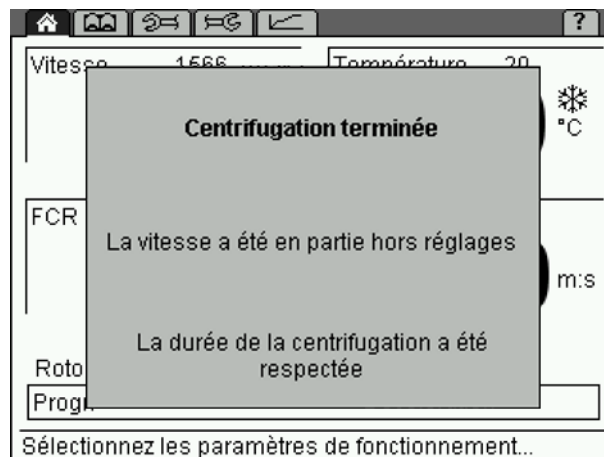 ?
Vitesse 1566
Température 20
°C
Centrifugation terminée
FCR
La vitesse a été en partie hors réglages
m:s
La durée de la centrifugation a été
respectée
Roto
Progr
Sélectionnez les paramètres de fonctionnement...